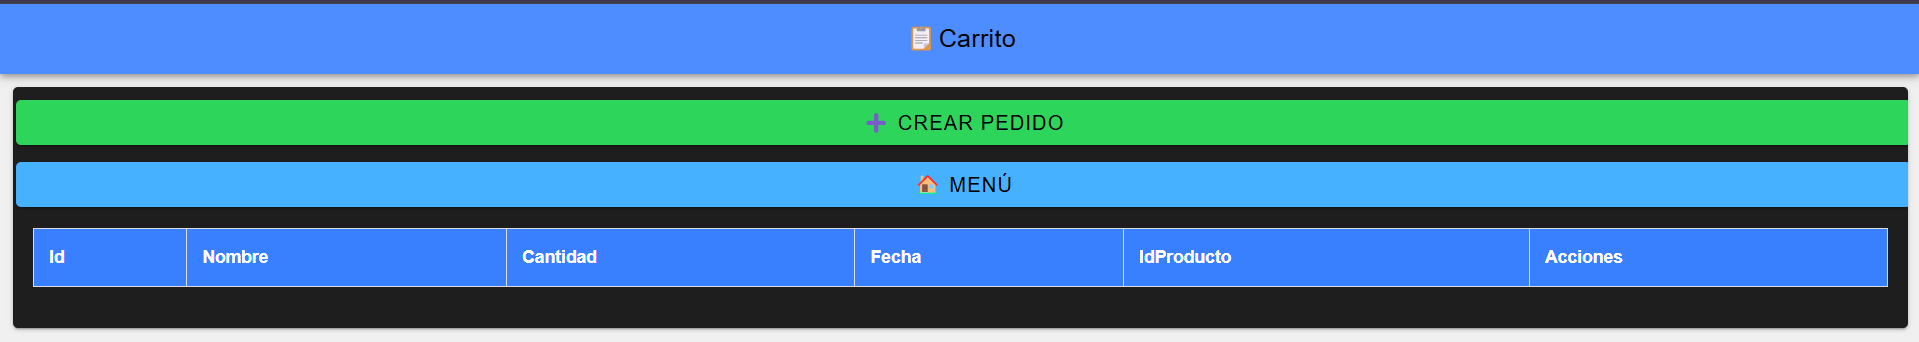 Carrito
CREAR PEDIDO
MENÚ
Id Nombre Cantidad Fecha IdProducto Acciones